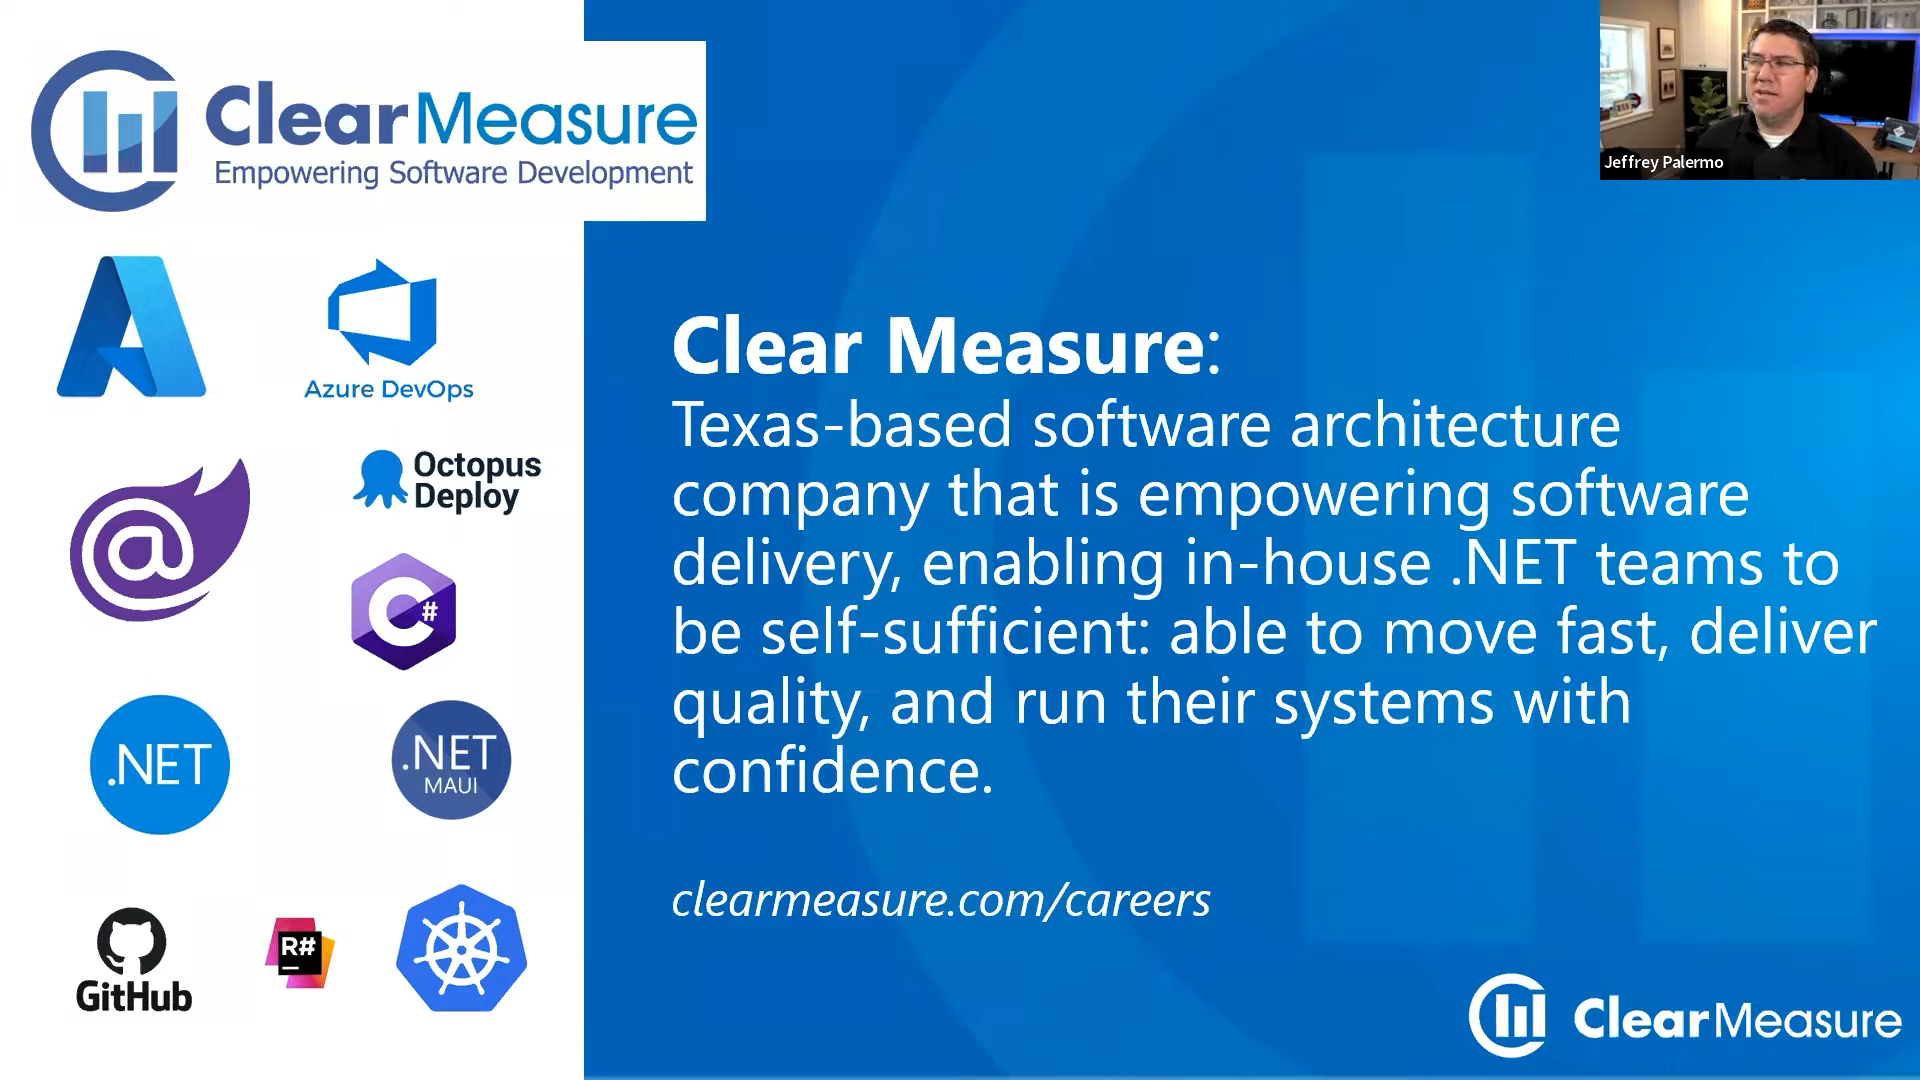 ClearMeasure
Empowering Software Development
Jeffrey Palermo
Azure DevOps
Octopus
Deploy
@
C#
.NET
.NET
MAUI
GitHub
R#
Clear Measure:
Texas-based software architecture
company that is empowering software
delivery, enabling in-house .NET teams to
be self-sufficient: able to move fast, deliver
quality, and run their systems with
confidence.
clearmeasure.com/careers
ClearMeasure